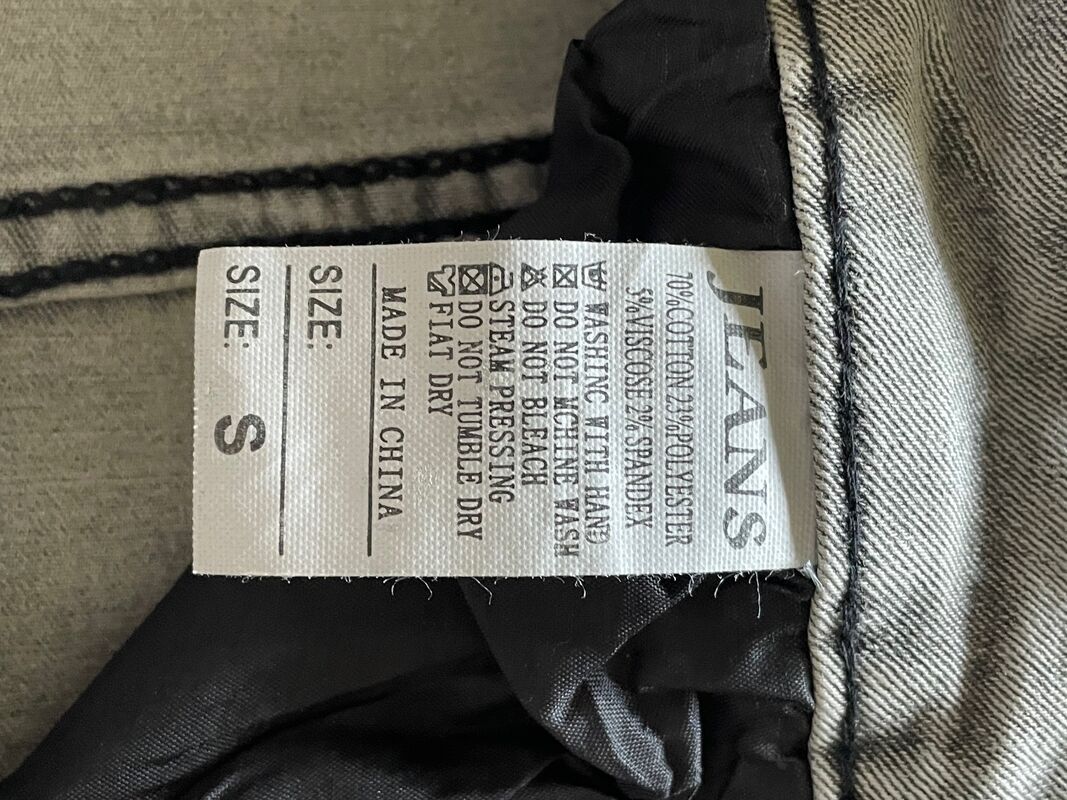 JEANS
70%COTTON 23%POLYESTER
5%VISCOSE 2% SPANDEX
WASHING WITH HAND
DO NOT MCHINE WASH
DO NOT BLEACH
STEAM PRESSING
DO NOT TUMBLE DRY
FIAT DRY
MADE IN CHINA
SIZE:
SIZE: S